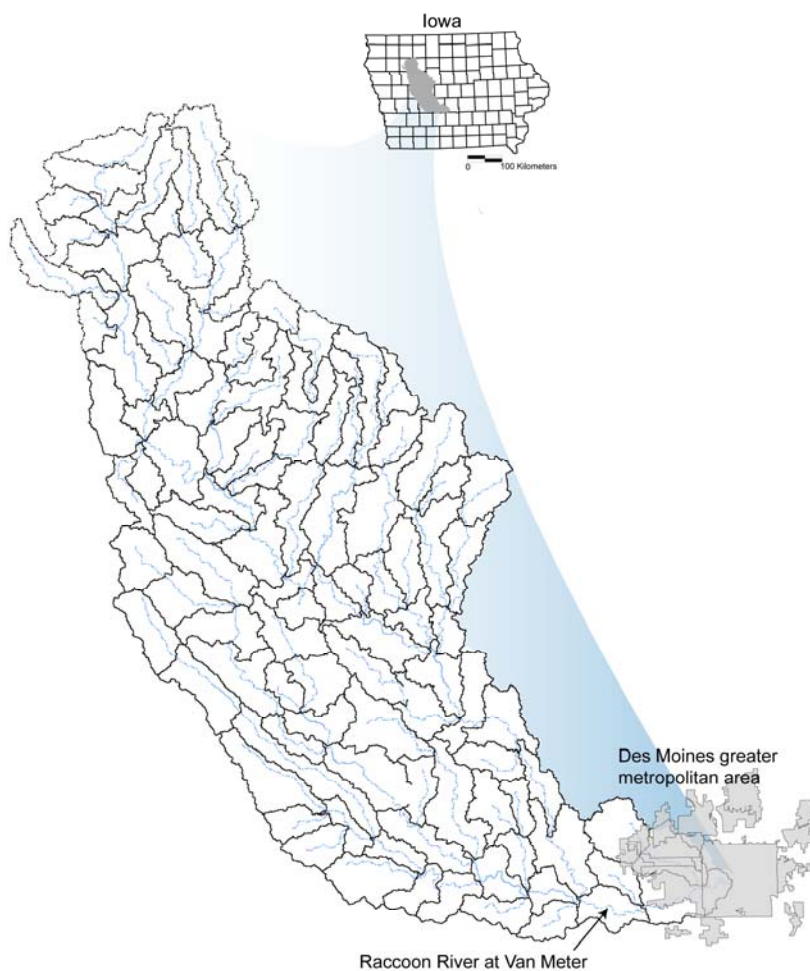 Iowa
0 100 Kilometers
Des Moines greater
metropolitan area
Raccoon River at Van Meter